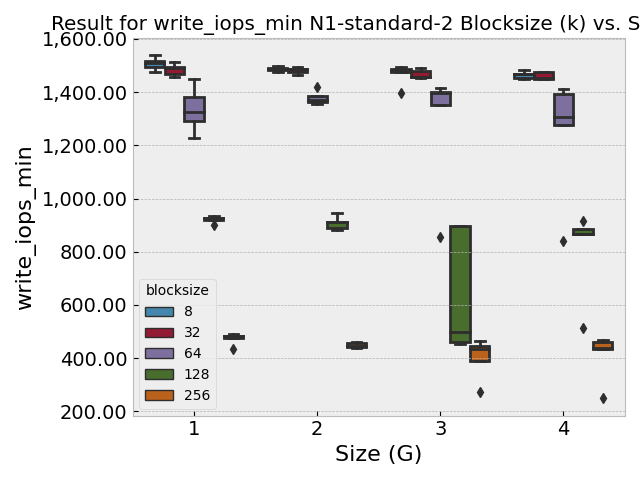 Result for write_iops_min N1-standard-2 Blocksize (k) vs. S
1,600.00
1,400.00
1,200.00
1,000.00
800.00
600.00
400.00
200.00
write_iops_min
blocksize
8
32
64
128
256
1 2 3 4
Size (G)